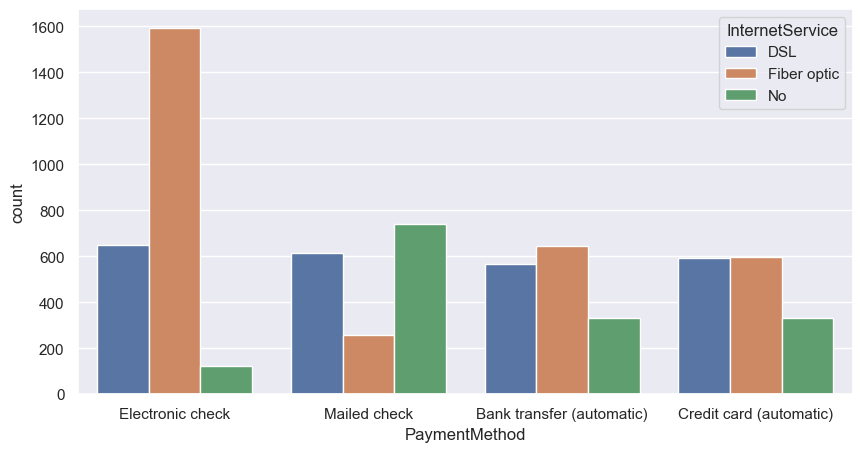 1600
1400
1200
1000
800
600
400
200
0
count
InternetService
DSL
Fiber optic
No
Electronic check
Mailed check
Bank transfer (automatic)
Credit card (automatic)
PaymentMethod